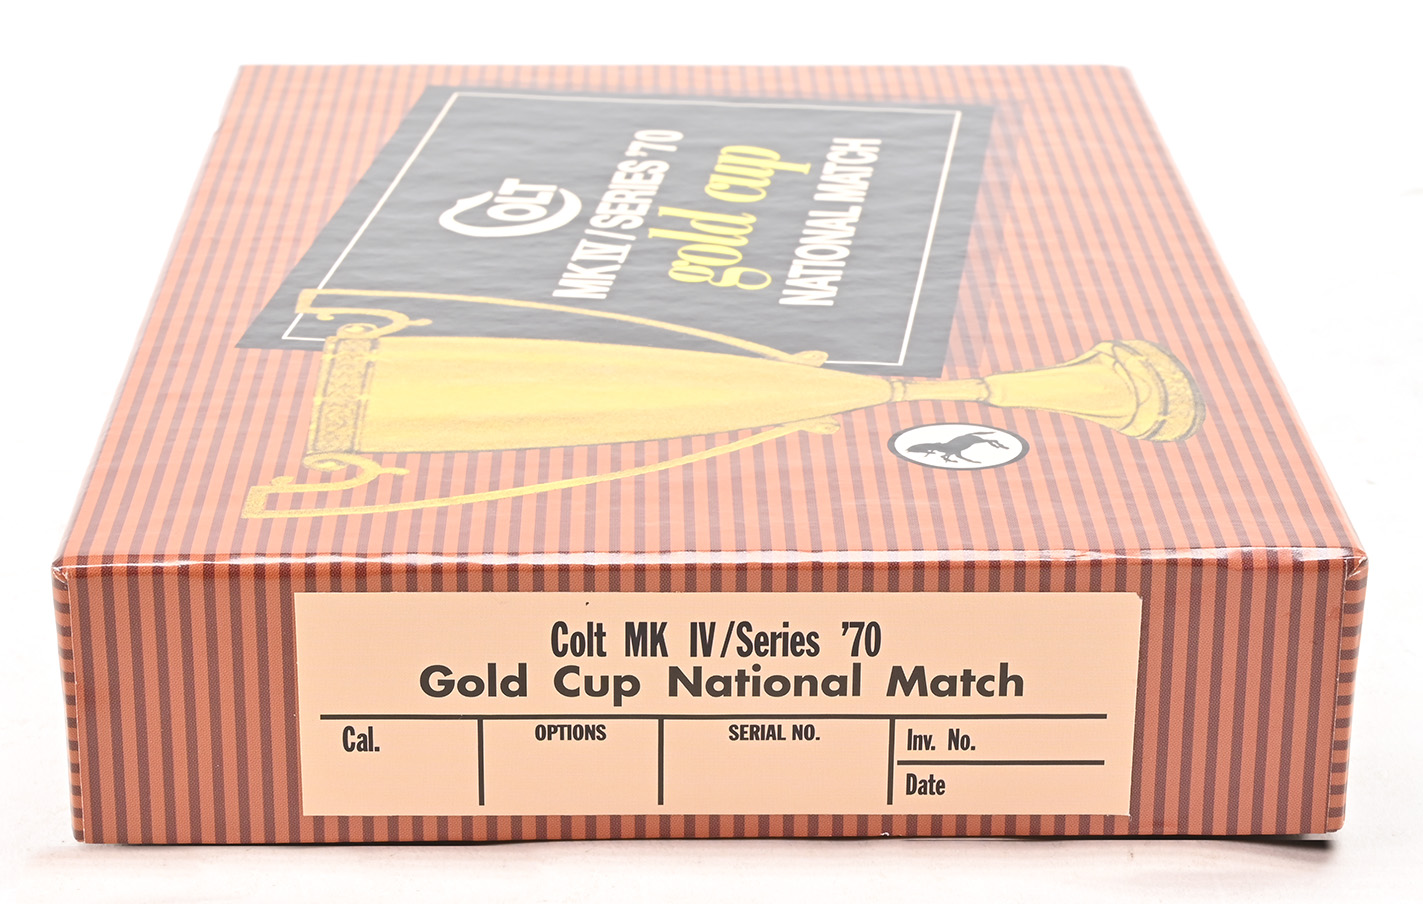 COLT
MK IV/SERIES '70
gold cup
NATIONAL MATCH
Colt MK IV/Series '70
Gold Cup National Match
Cal.
OPTIONS
SERIAL NO.
Inv. No.
Date